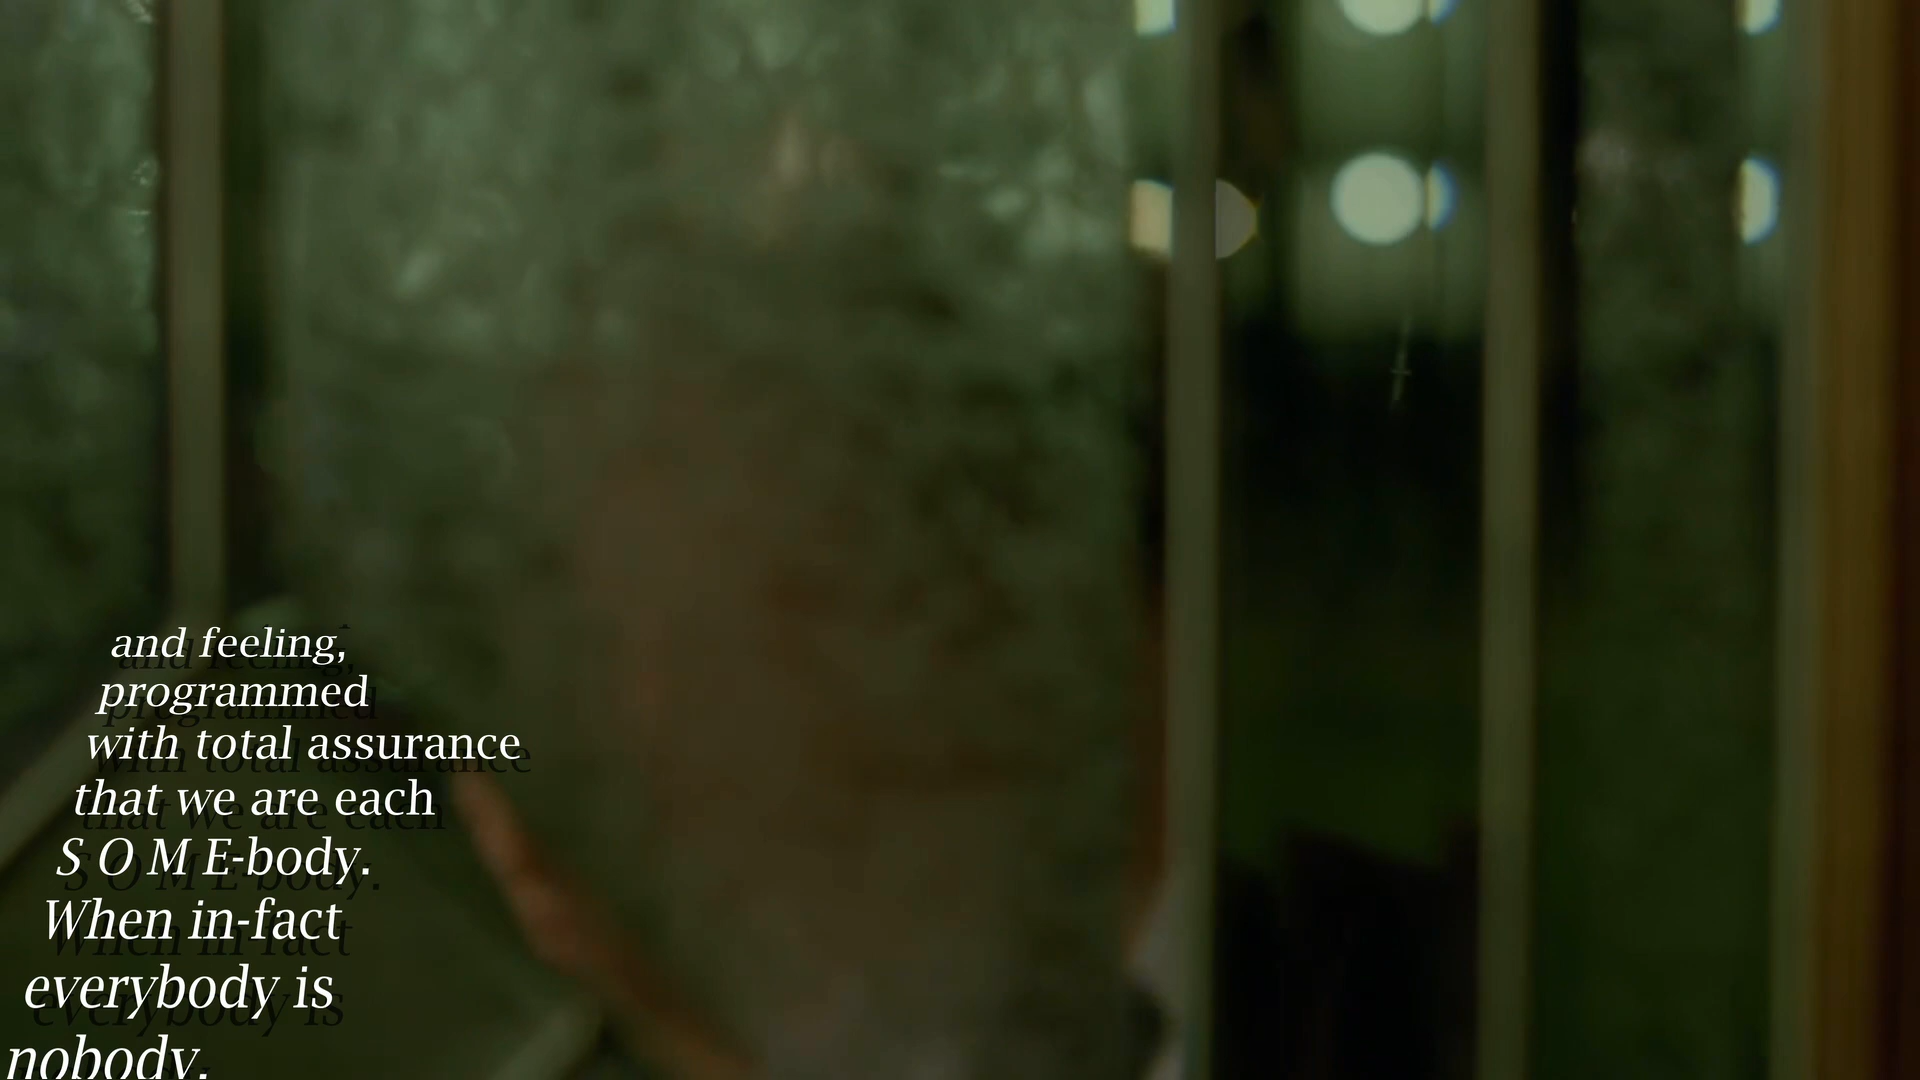 and feeling,
programmed
with total assurance
that we are each
S O M E-body.
When in-fact
everybody is
nobody.